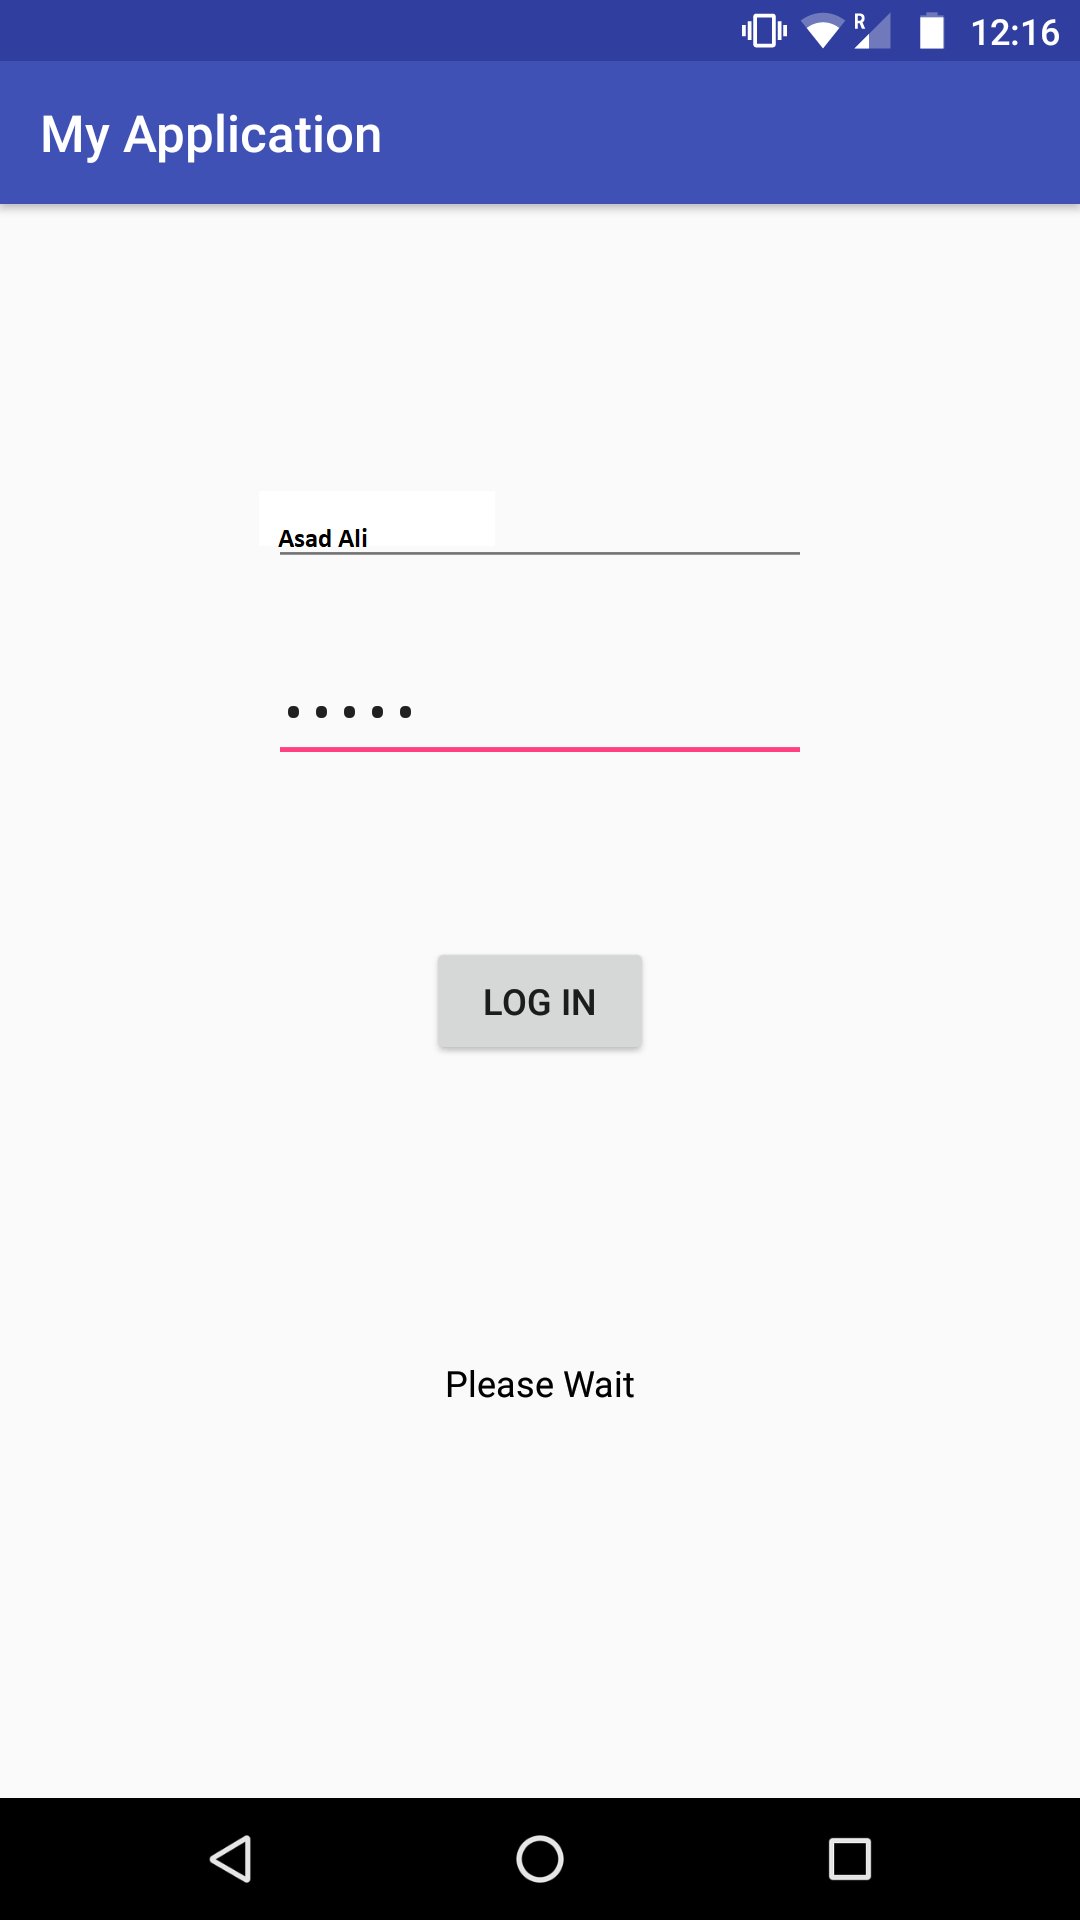 R 12:16
My Application
Asad Ali
•••••
LOG IN
Please Wait